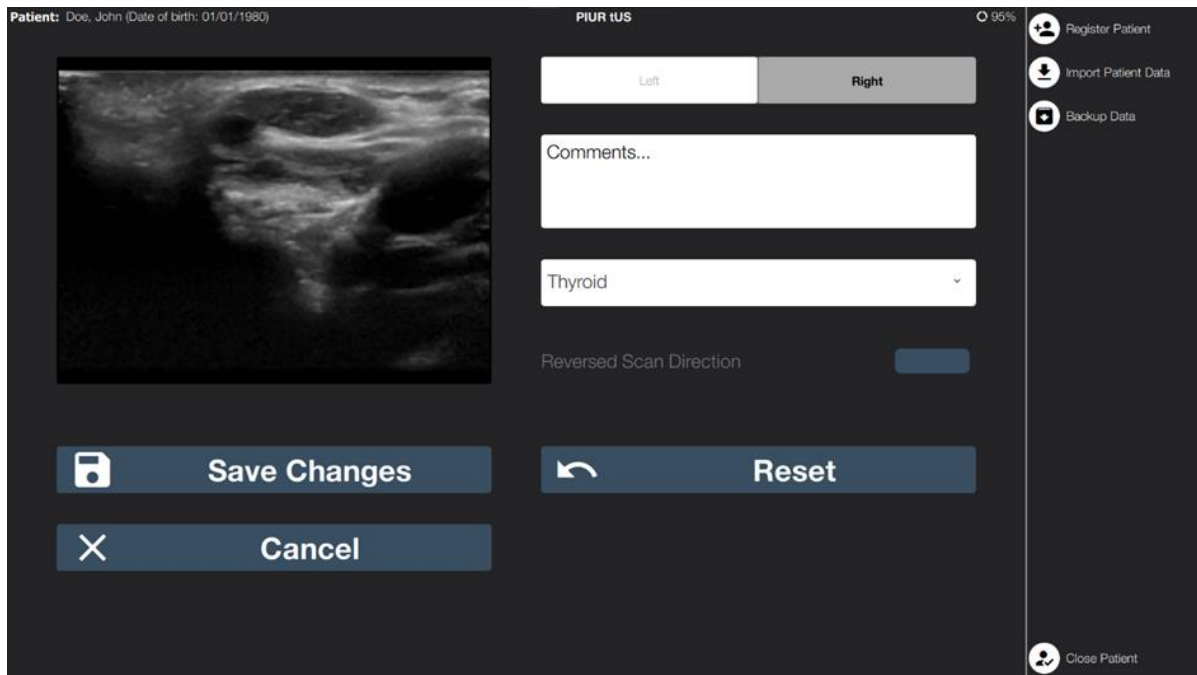 Patient: Doe, John (Date of birth: 01/01/1980)
PIUR tUS
95%
Left
Right
Comments...
Thyroid
Reversed Scan Direction
Save Changes
Reset
Cancel
Register Patient
Import Patient Data
Backup Data
Close Patient